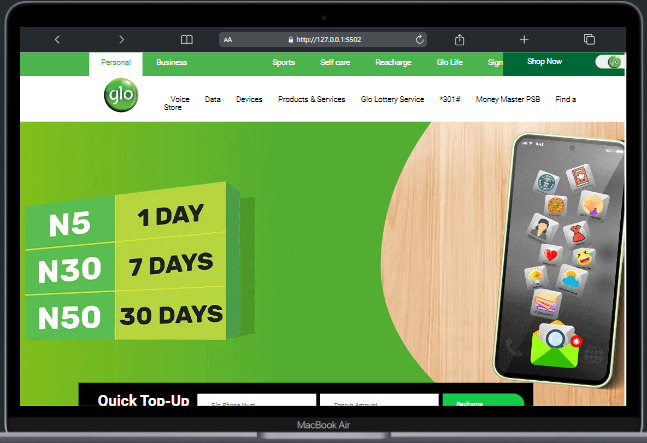 AA
http://127.0.0.1:5502
Personal
Business
Sports
Self care
Reacharge
Glo Life
Sign
Shop Now
glo
glo
Voice
Data
Devices
Products & Services
Glo Lottery Service
*301#
Money Master PSB
Find a
Store
N5
1 DAY
N30
7 DAYS
N50
30 DAYS
Quick Top-Up
Glo Phone Num
Amount
Recharge
MacBook Air